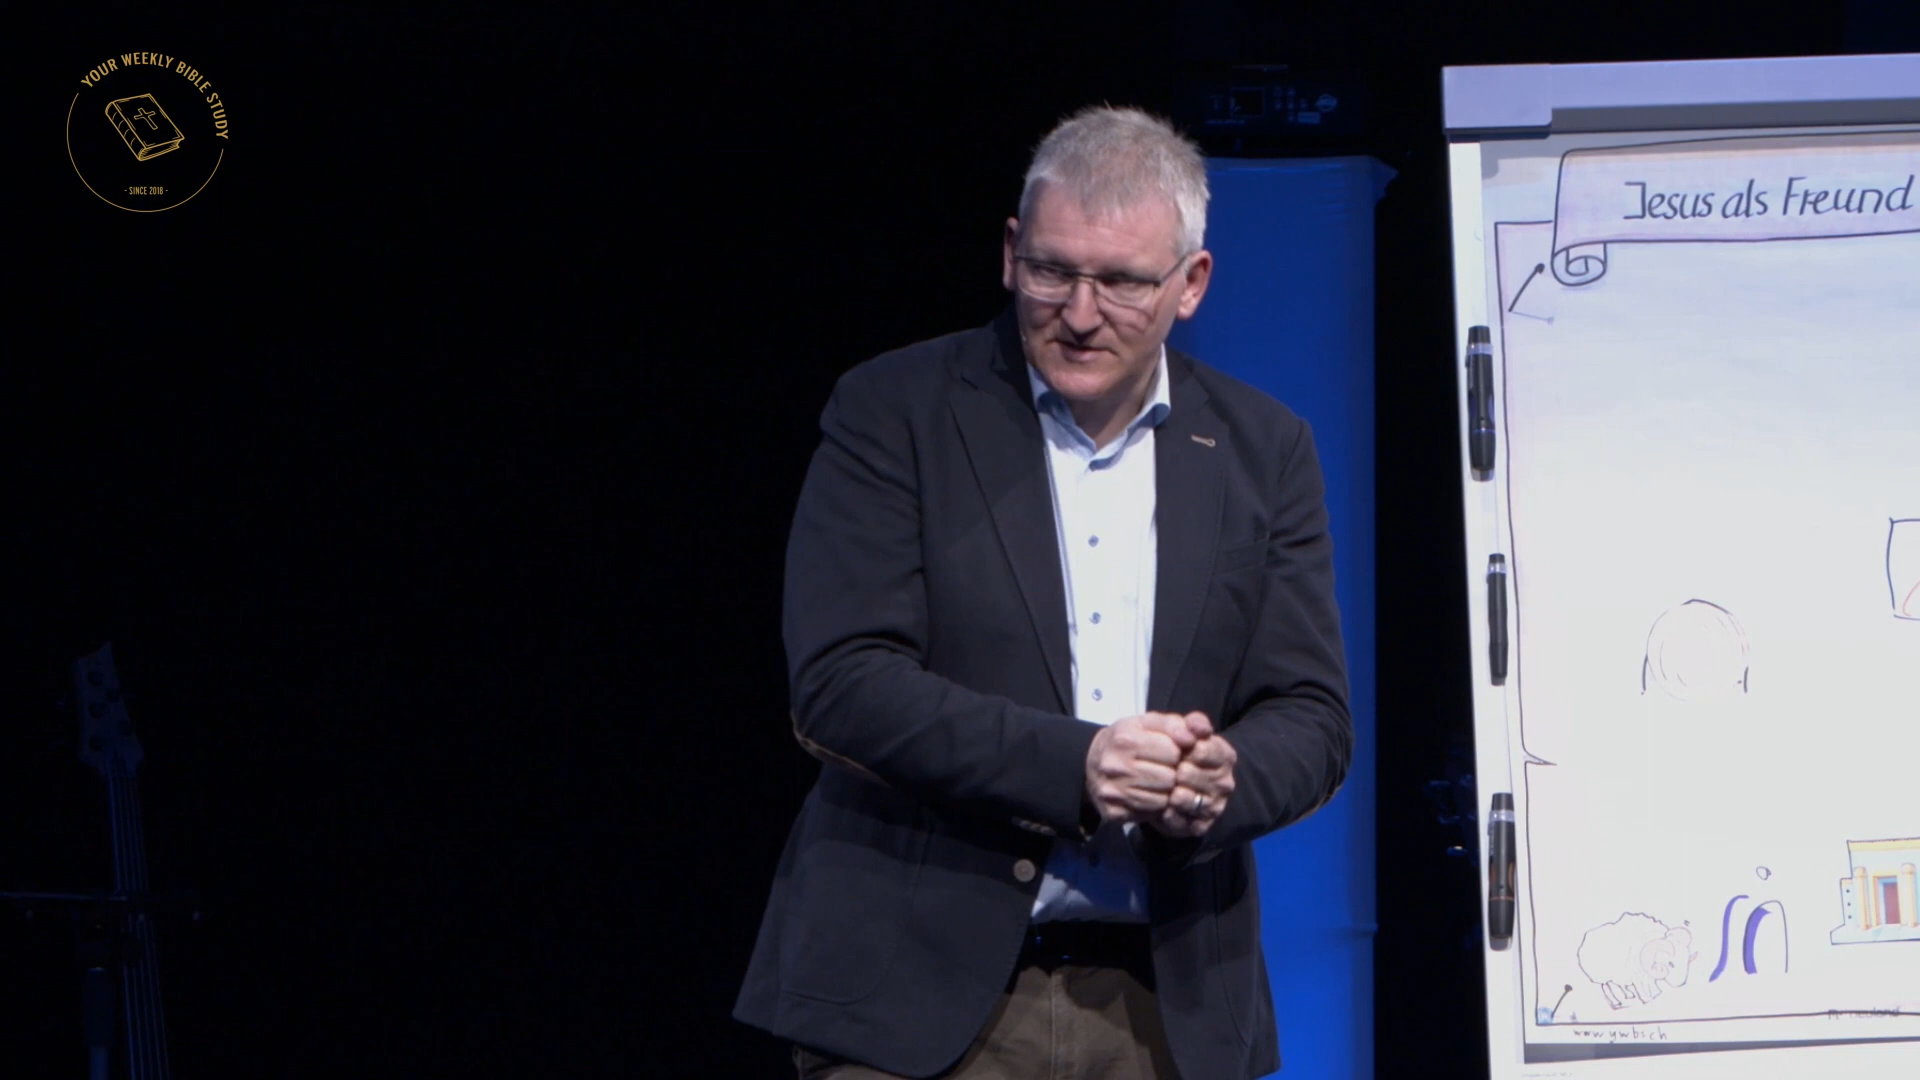 YOUR WEEKLY BIBLE STUDY
- SINCE 2018 -
Jesus als Freund
www.ywbs.ch